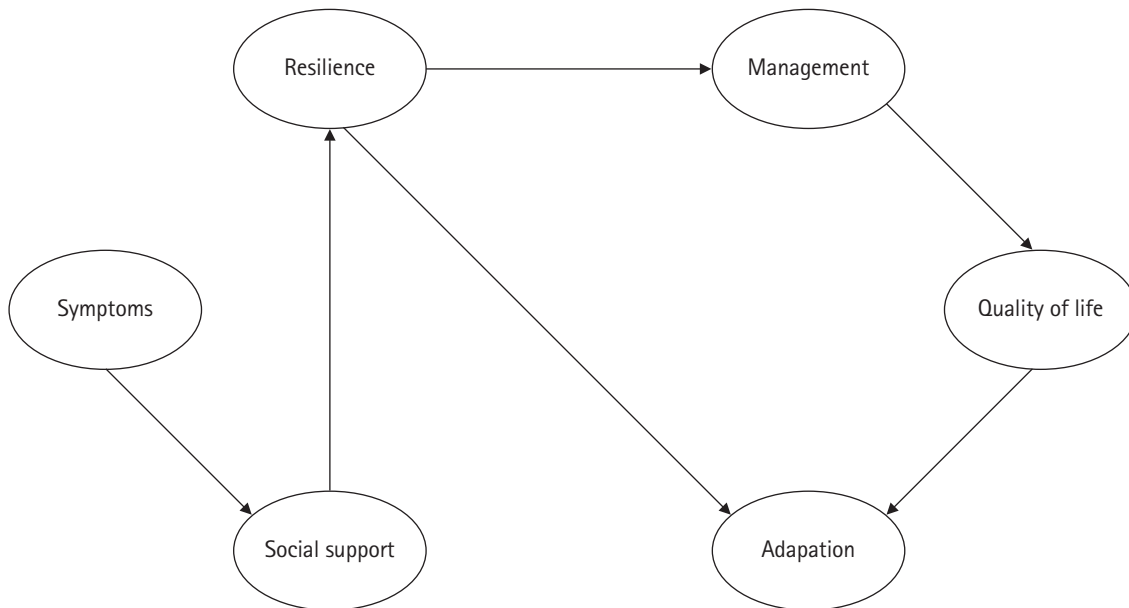 Resilience
Management
Symptoms
Quality of life
Social support
Adapation